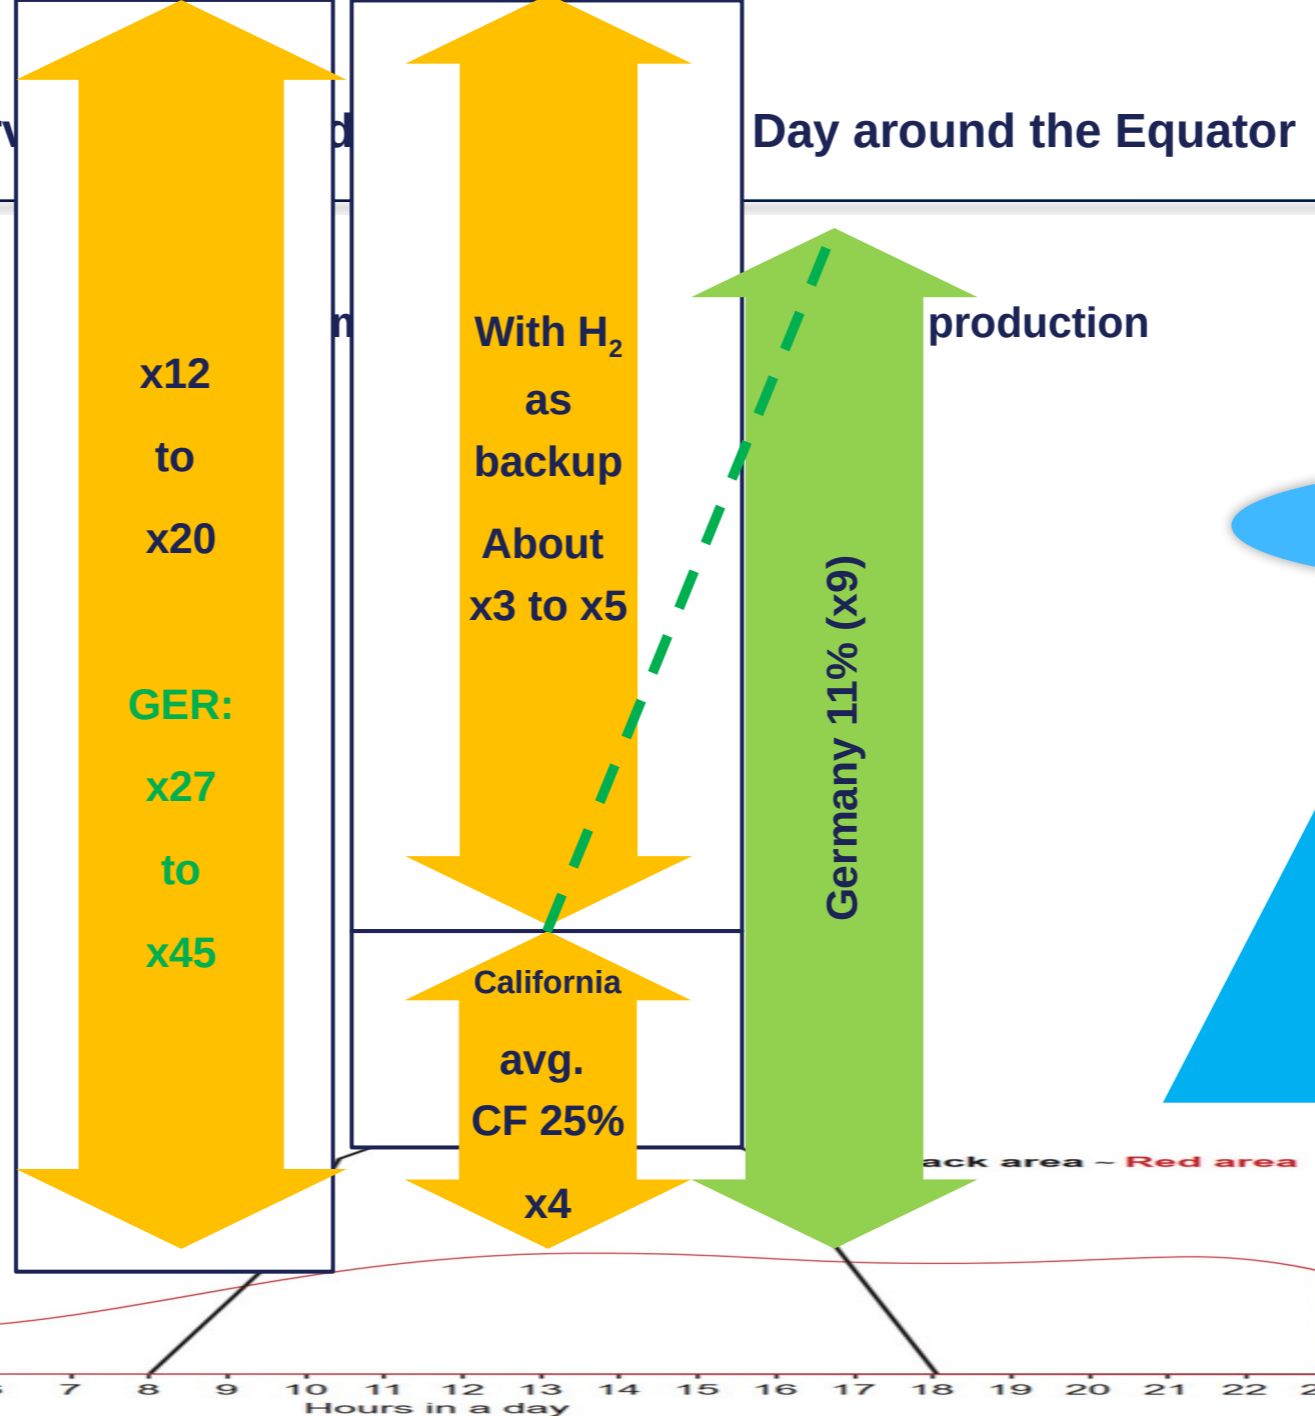 Day around the Equator
production
x12
to
x20
GER:
x27
to
x45
With H2
as
backup
About
x3 to x5
California
avg.
CF 25%
x4
Germany 11% (x9)
ack area ~ Red area
7 8 9 10 11 12 13 14 15 16 17 18 19 20 21 22
Hours in a day